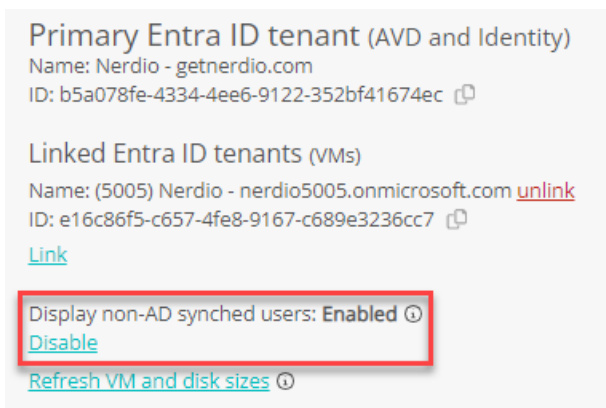 Primary Entra ID tenant (AVD and Identity)
Name: Nerdio - getnerdio.com
ID: b5a078fe-4334-4ee6-9122-352bf41674ec
Linked Entra ID tenants (VMs)
Name: (5005) Nerdio - nerdio5005.onmicrosoft.com unlink
ID: e16c86f5-c657-4fe8-9167-c689e3236cc7
Link
Display non-AD synched users: Enabled
Disable
Refresh VM and disk sizes